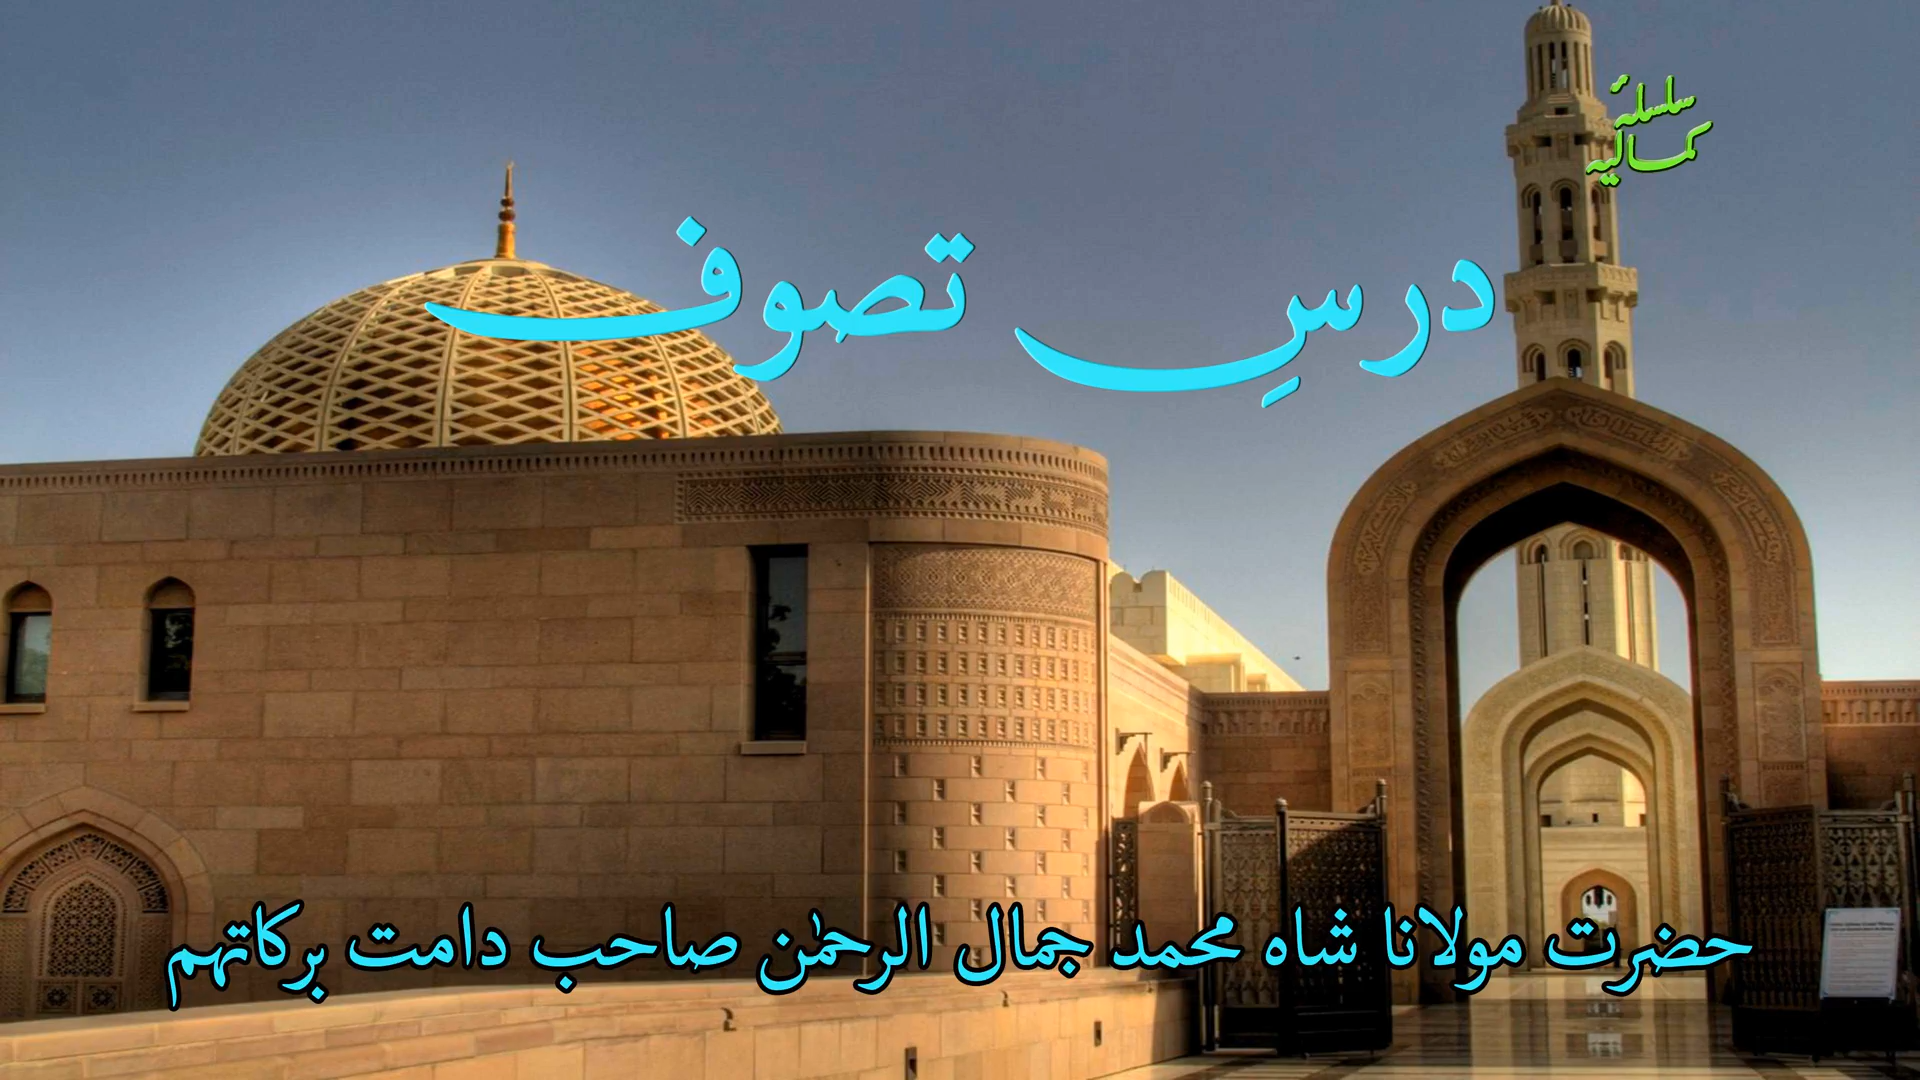 سلسلۂ
کمالیہ
درسِ تصوف
حضرت مولانا شاہ محمد جمال الرحمٰن صاحب دامت برکاتہم